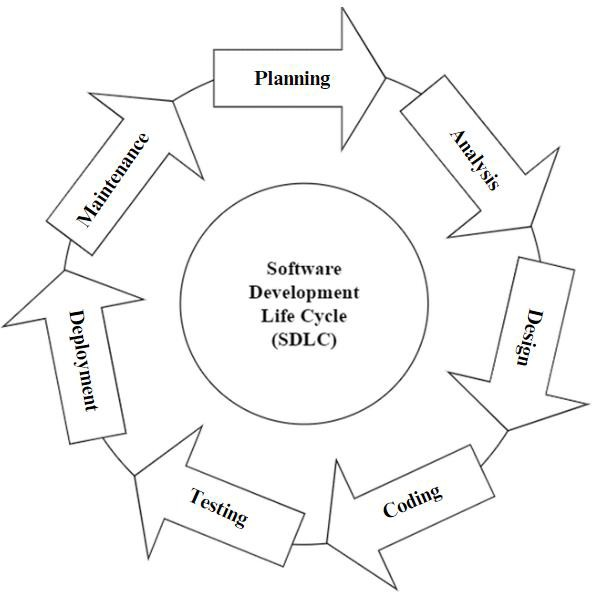 Planning
Analysis
Design
Coding
Testing
Deployment
Maintenance
Software
Development
Life Cycle
(SDLC)